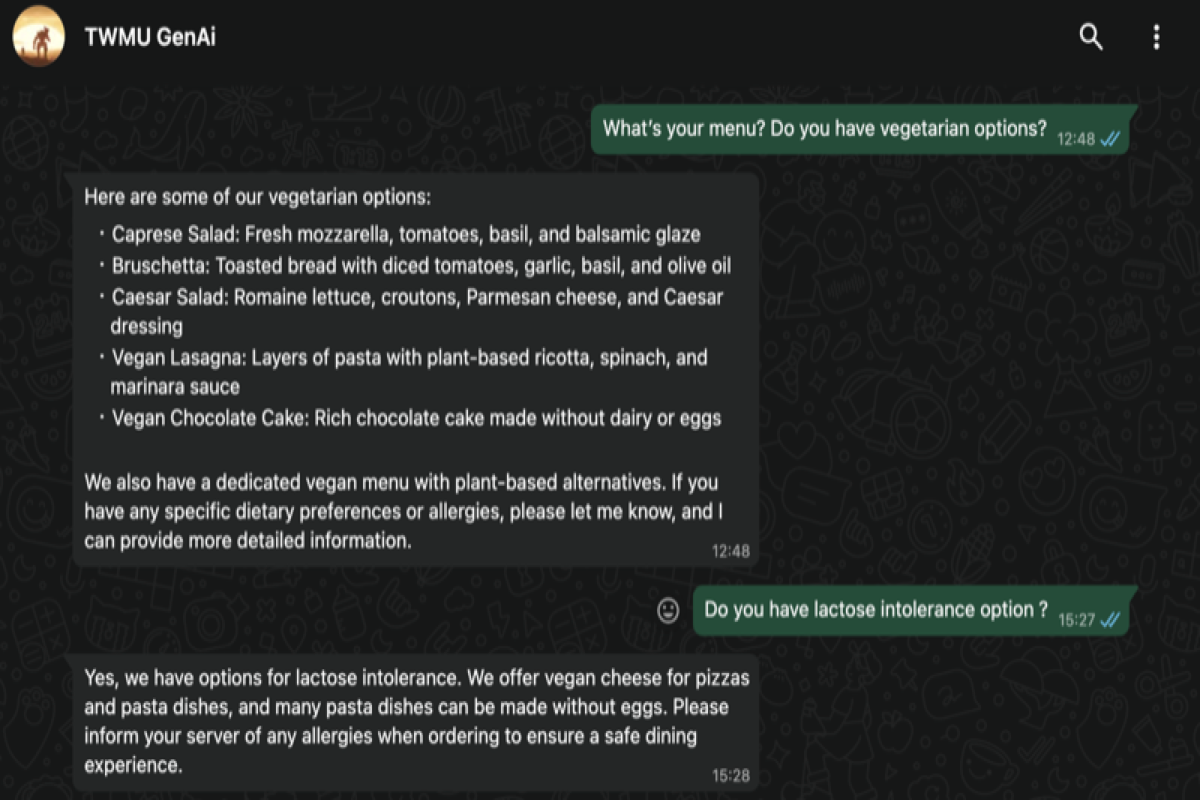 TWMU GenAi
What's your menu? Do you have vegetarian options?
12:48
Here are some of our vegetarian options:
· Caprese Salad: Fresh mozzarella, tomatoes, basil, and balsamic glaze
· Bruschetta: Toasted bread with diced tomatoes, garlic, basil, and olive oil
· Caesar Salad: Romaine lettuce, croutons, Parmesan cheese, and Caesar
dressing
· Vegan Lasagna: Layers of pasta with plant-based ricotta, spinach, and
marinara sauce
· Vegan Chocolate Cake: Rich chocolate cake made without dairy or eggs
We also have a dedicated vegan menu with plant-based alternatives. If you
have any specific dietary preferences or allergies, please let me know, and I
can provide more detailed information.
12:48
Do you have lactose intolerance option ?
15:27
Yes, we have options for lactose intolerance. We offer vegan cheese for pizzas
and pasta dishes, and many pasta dishes can be made without eggs. Please
inform your server of any allergies when ordering to ensure a safe dining
experience.
15:28